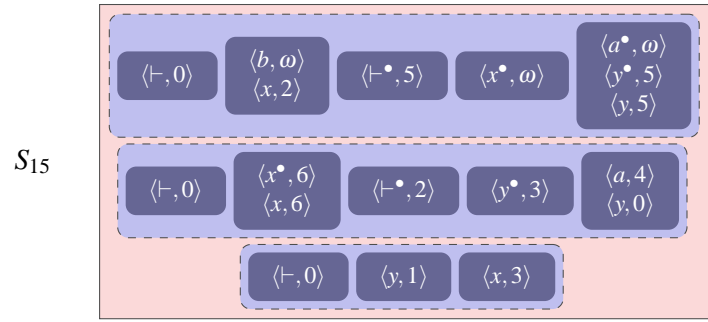 S₁₅
⟨⊢, 0⟩ ⟨b, ω⟩ ⟨⊢•, 5⟩ ⟨x•, ω⟩ ⟨a•, ω⟩
⟨x, 2⟩ ⟨y•, 5⟩
⟨y, 5⟩
⟨⊢, 0⟩ ⟨x•, 6⟩ ⟨⊢•, 2⟩ ⟨y•, 3⟩ ⟨a, 4⟩
⟨x, 6⟩ ⟨y, 0⟩
⟨⊢, 0⟩ ⟨y, 1⟩ ⟨x, 3⟩